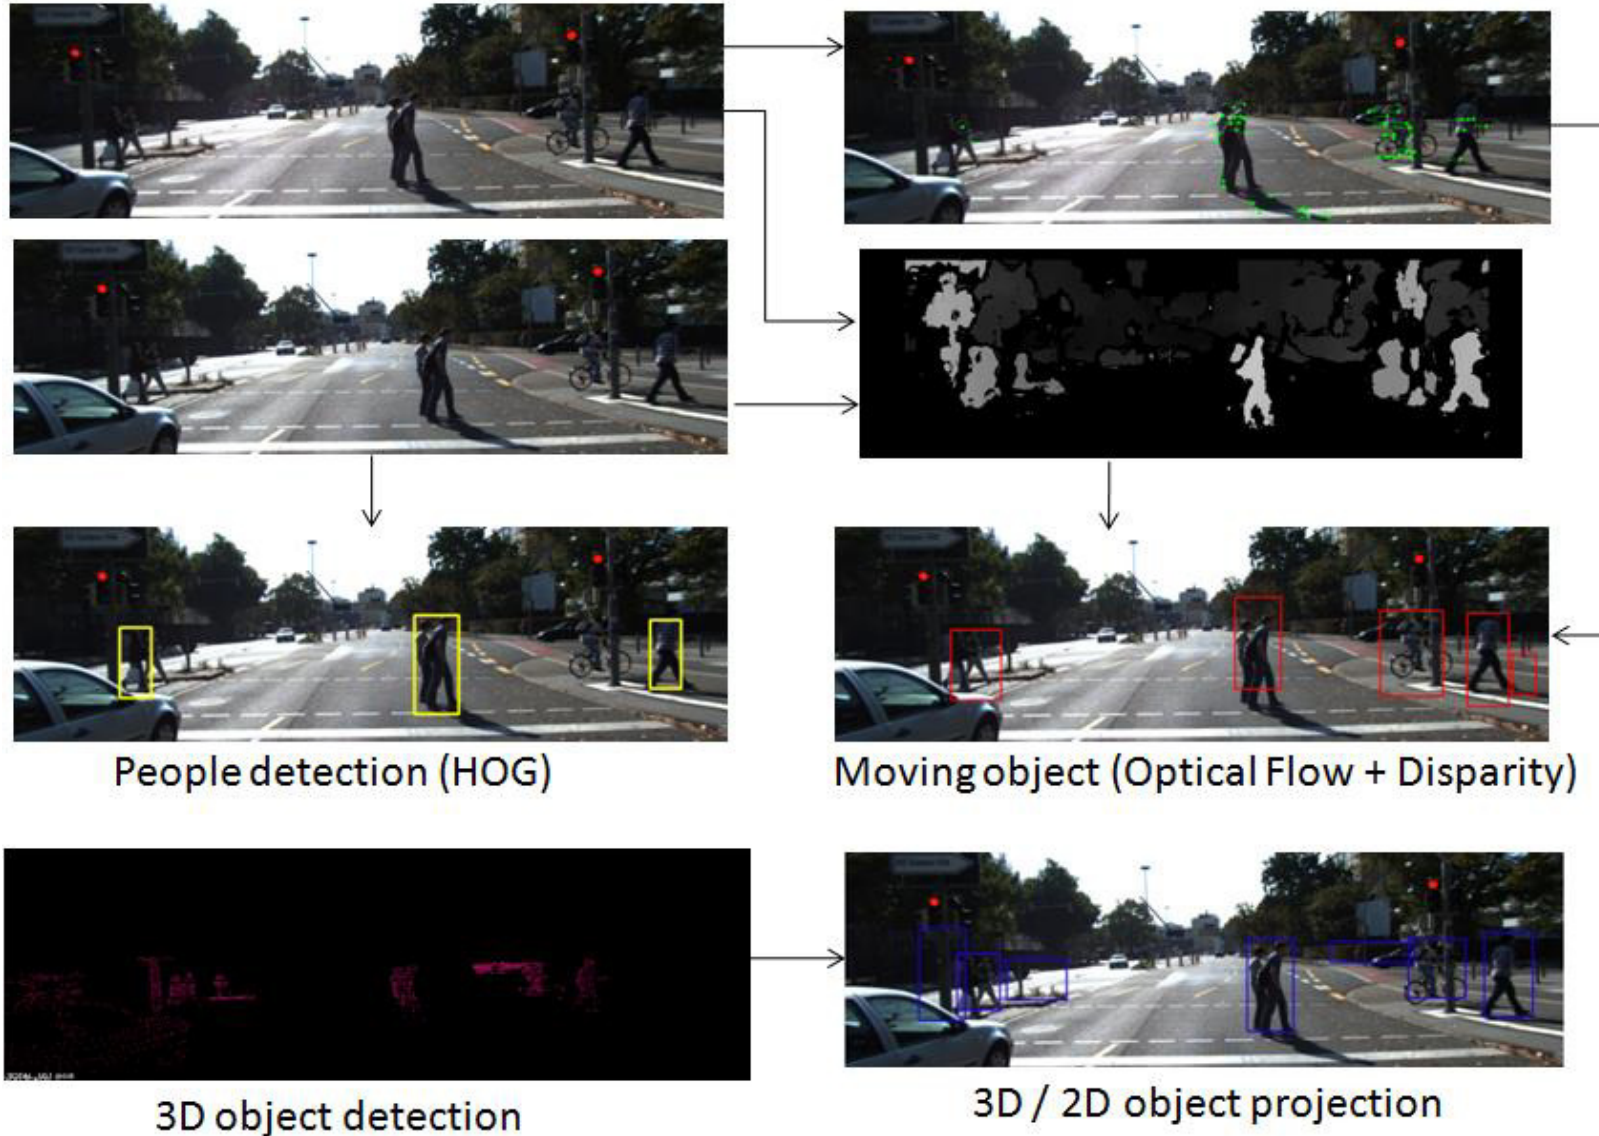 People detection (HOG)
Moving object (Optical Flow + Disparity)
3D object detection
3D / 2D object projection